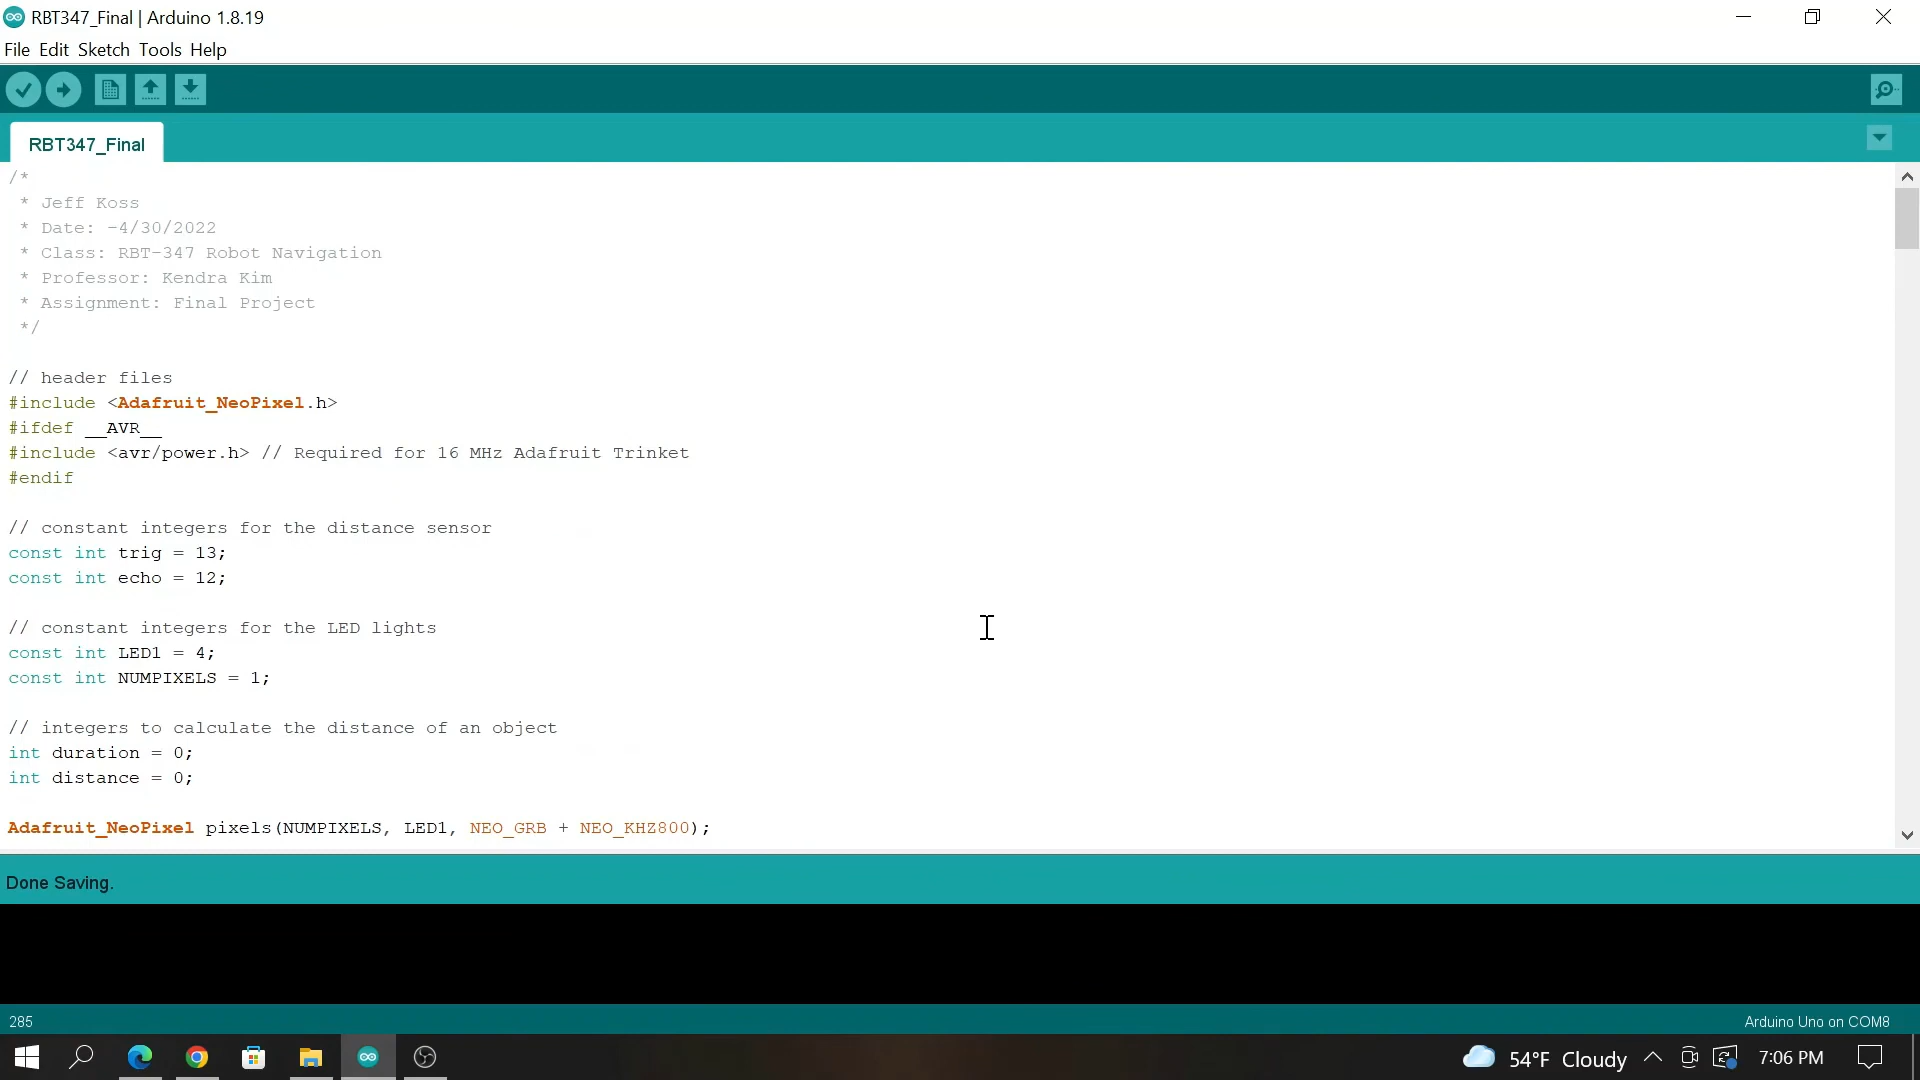 RBT347_Final | Arduino 1.8.19
File Edit Sketch Tools Help
RBT347_Final
/*
* Jeff Koss
* Date: -4/30/2022
* Class: RBT-347 Robot Navigation
* Professor: Kendra Kim
* Assignment: Final Project
*/
// header files
#include <Adafruit_NeoPixel.h>
#ifdef __AVR__
#include <avr/power.h> // Required for 16 MHz Adafruit Trinket
#endif
// constant integers for the distance sensor
const int trig = 13;
const int echo = 12;
// constant integers for the LED lights
const int LED1 = 4;
const int NUMPIXELS = 1;
// integers to calculate the distance of an object
int duration = 0;
int distance = 0;
Adafruit_NeoPixel pixels(NUMPIXELS, LED1, NEO_GRB + NEO_KHZ800);
Done Saving.
285
Arduino Uno on COM8
54°F Cloudy
7:06 PM